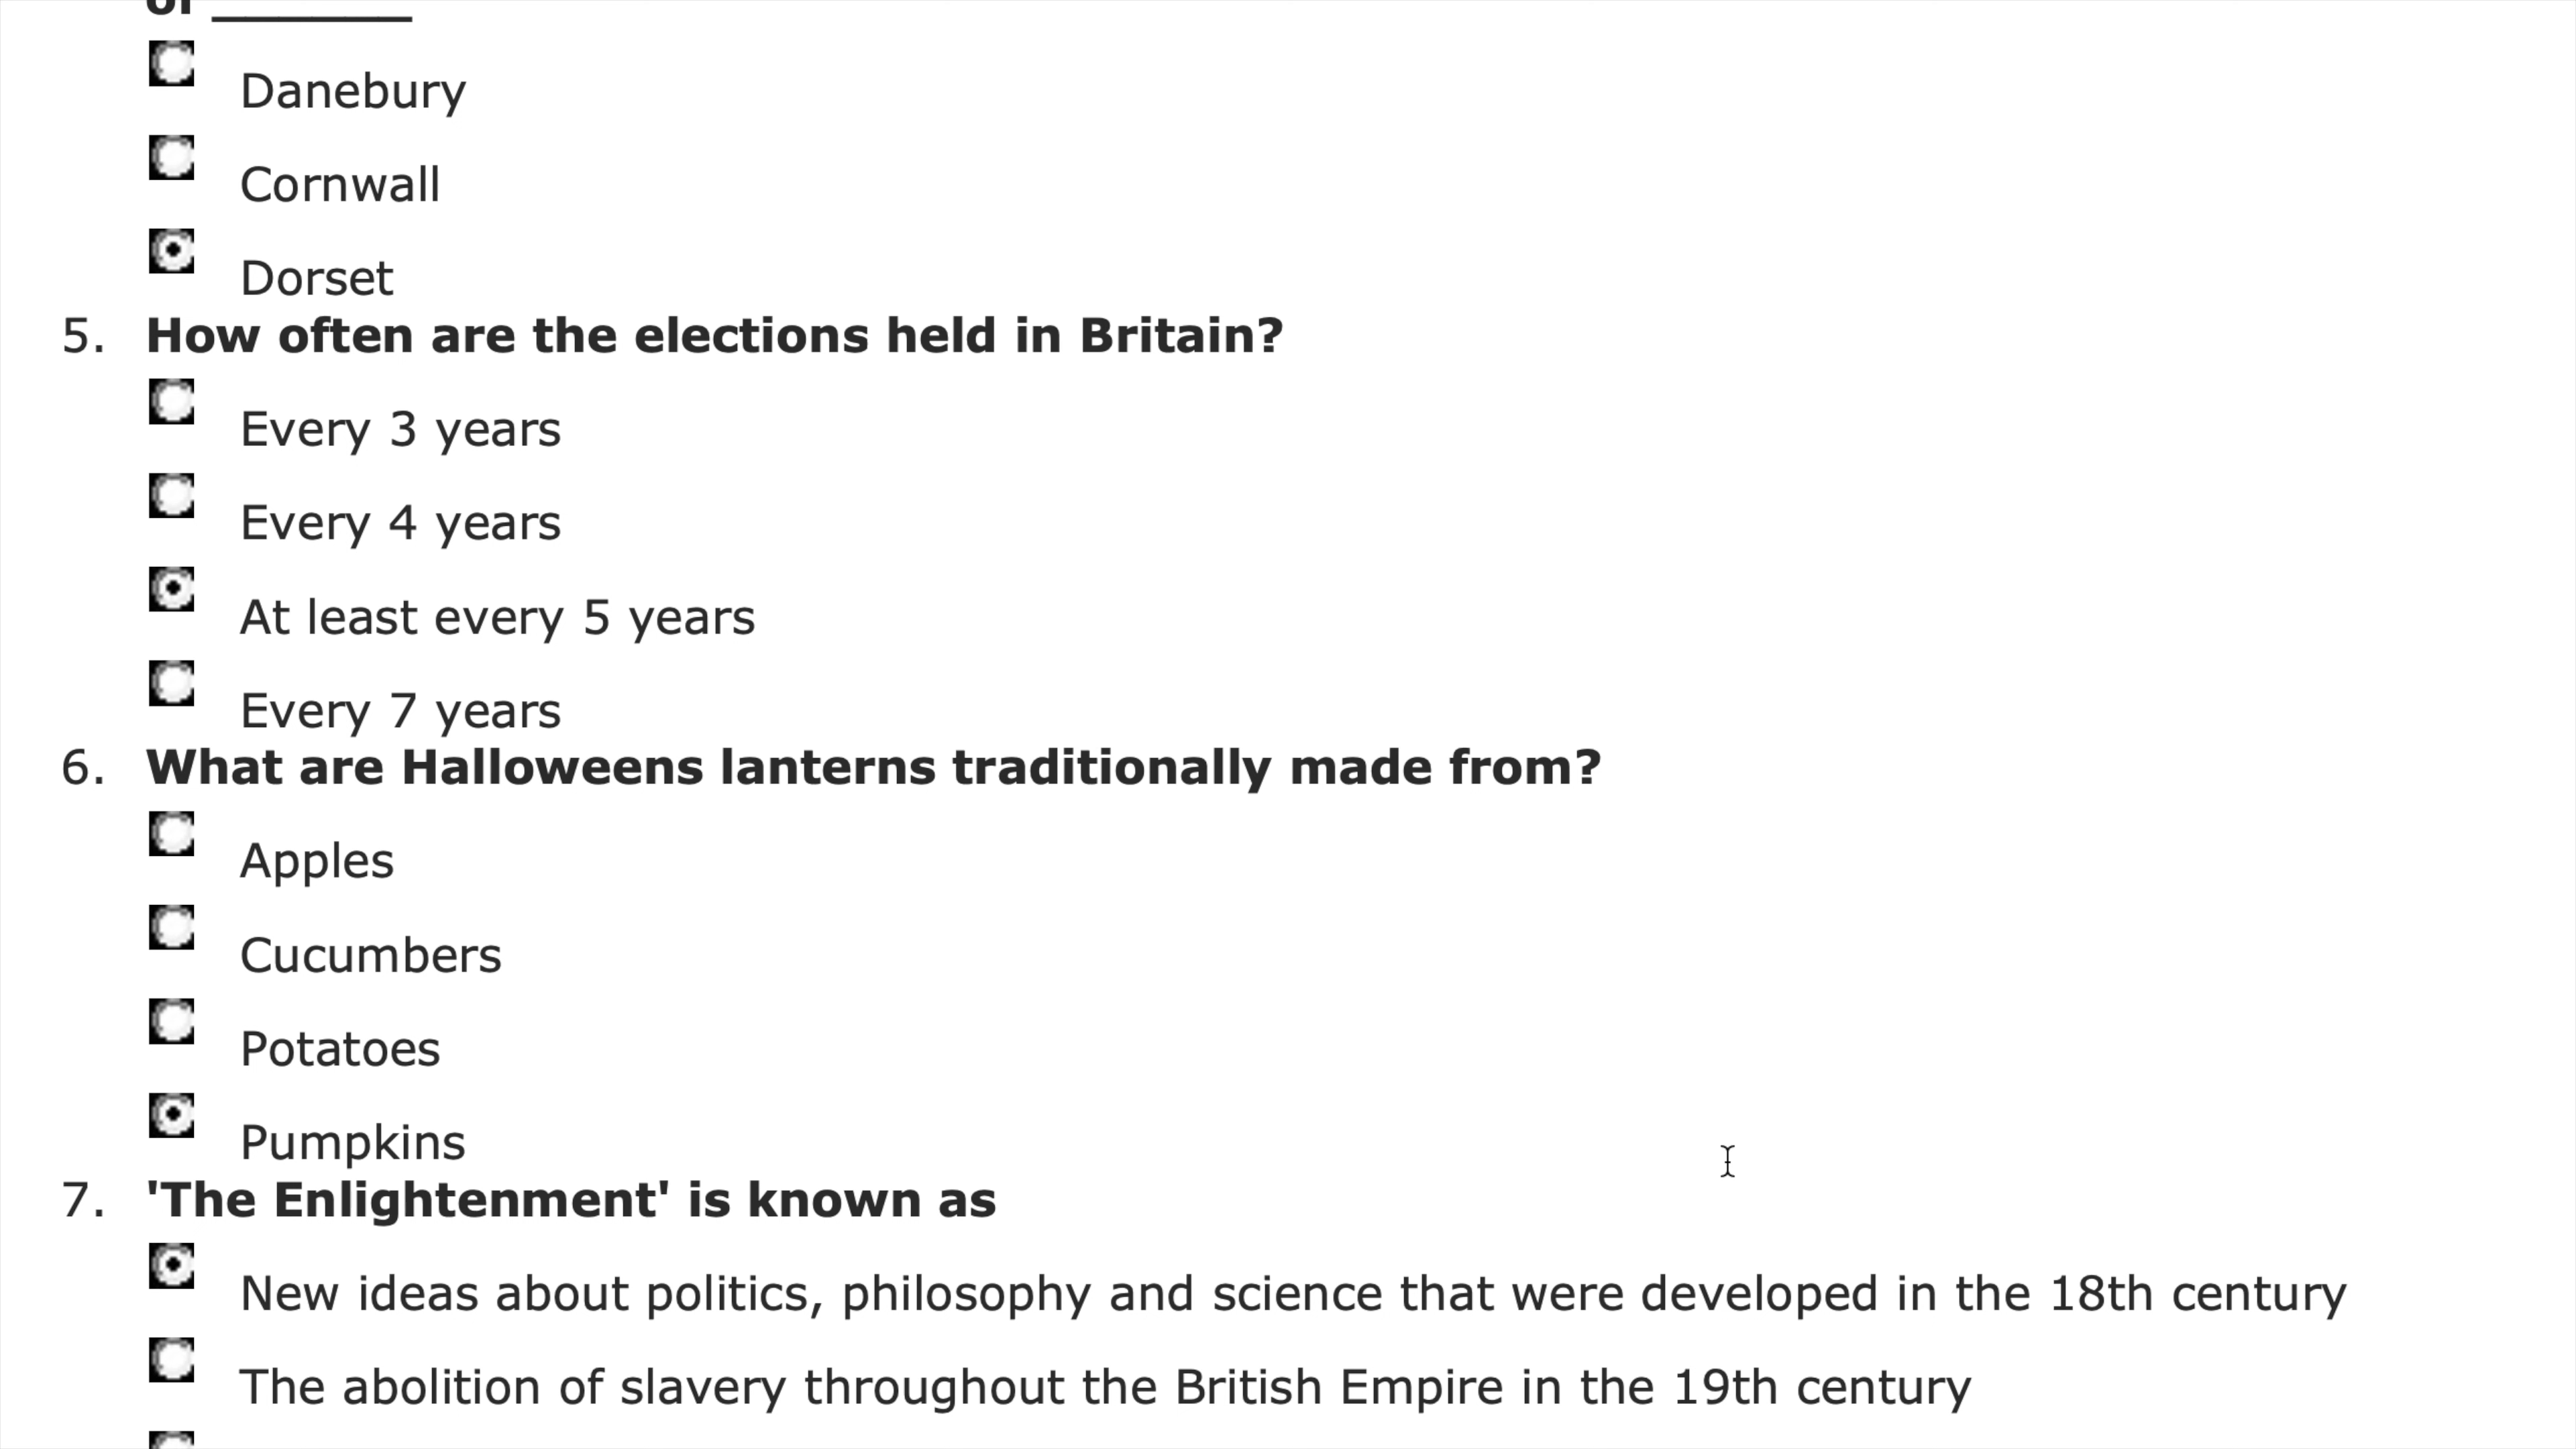 of ________
Danebury
Cornwall
Dorset
5. How often are the elections held in Britain?
Every 3 years
Every 4 years
At least every 5 years
Every 7 years
6. What are Halloweens lanterns traditionally made from?
Apples
Cucumbers
Potatoes
Pumpkins
7. 'The Enlightenment' is known as
New ideas about politics, philosophy and science that were developed in the 18th century
The abolition of slavery throughout the British Empire in the 19th century